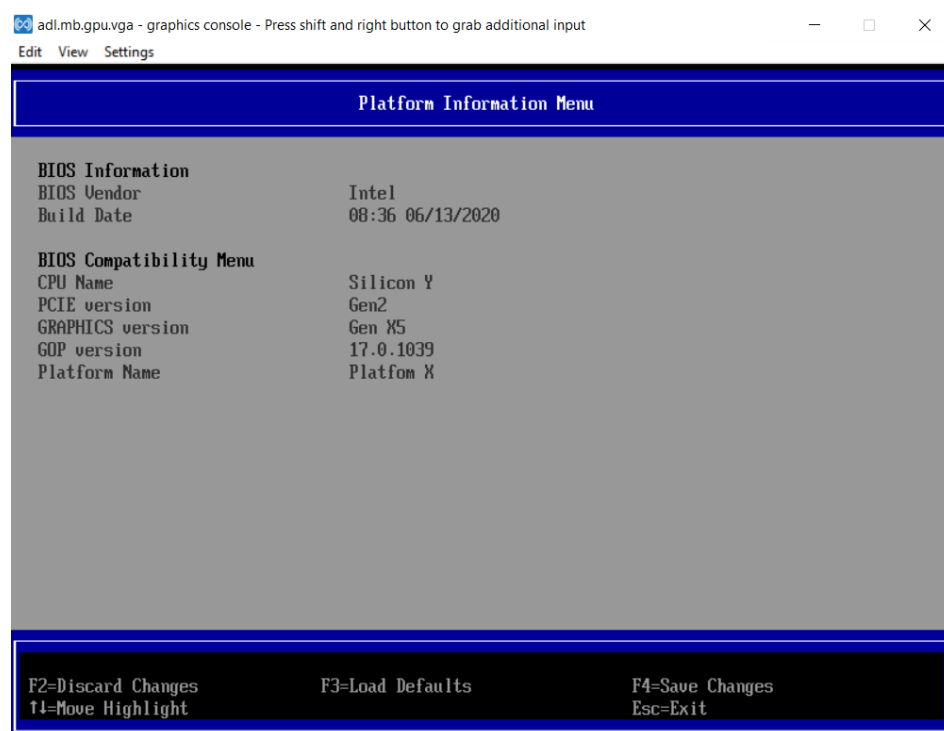 adl.mb.gpu.vga - graphics console - Press shift and right button to grab additional input
Edit View Settings
Platform Information Menu
BIOS Information
BIOS Vendor Intel
Build Date 08:36 06/13/2020
BIOS Compatibility Menu
CPU Name Silicon Y
PCIE version Gen2
GRAPHICS version Gen X5
GOP version 17.0.1039
Platform Name Platfom X
F2=Discard Changes F3=Load Defaults F4=Save Changes
↑↓=Move Highlight Esc=Exit